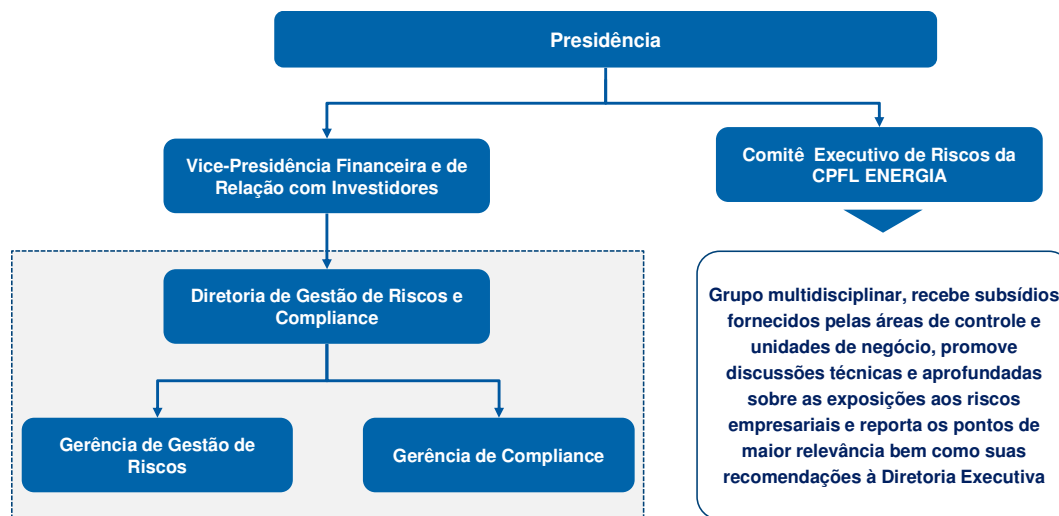 Presidência
Vice-Presidência Financeira e de
Relação com Investidores
Comitê Executivo de Riscos da
CPFL ENERGIA
Diretoria de Gestão de Riscos e
Compliance
Gerência de Gestão de
Riscos
Gerência de Compliance
Grupo multidisciplinar, recebe subsídios
fornecidos pelas áreas de controle e
unidades de negócio, promove
discussões técnicas e aprofundadas
sobre as exposições aos riscos
empresariais e reporta os pontos de
maior relevância bem como suas
recomendações à Diretoria Executiva